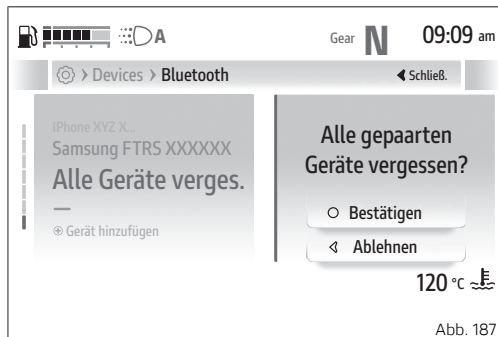 A Gear N 09:09 am
Devices > Bluetooth Schließ.
IPhone XYZ X...
Samsung FTRS XXXXXX
Alle Geräte verges.
Gerät hinzufügen
Alle gepaarten
Geräte vergessen?
Bestätigen
Ablehnen
120 °C
Abb. 187